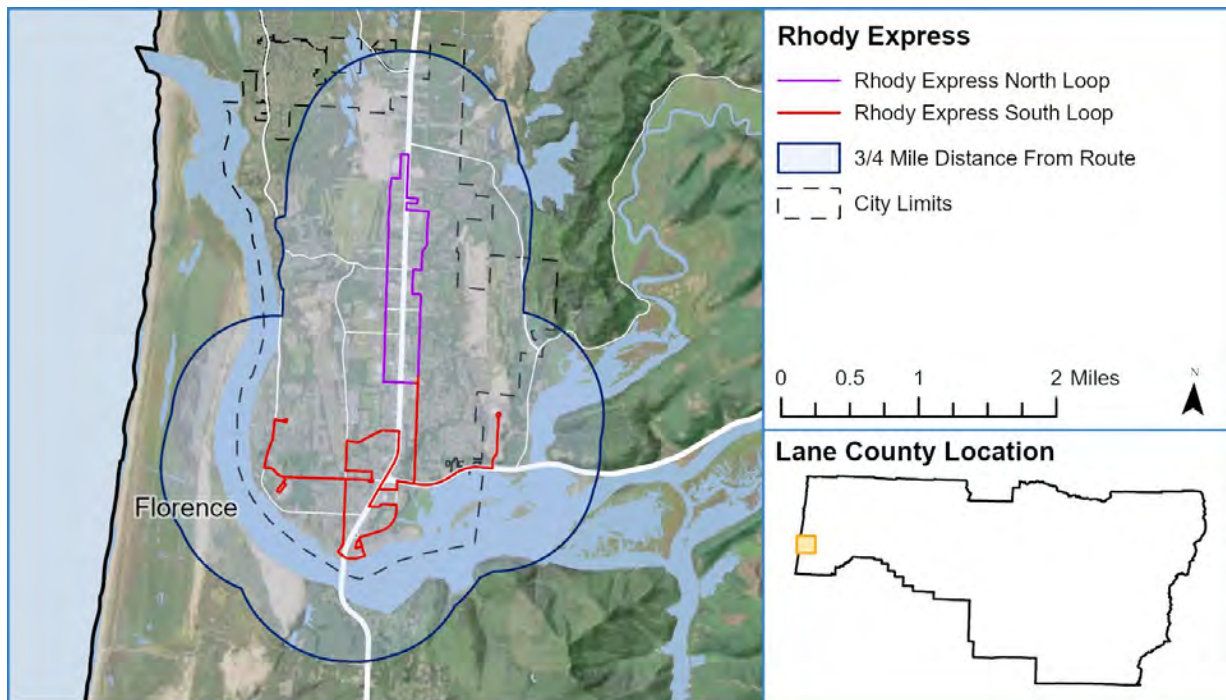 Florence
Rhody Express
Rhody Express North Loop
Rhody Express South Loop
3/4 Mile Distance From Route
City Limits
0 0.5 1 2 Miles
N
Lane County Location